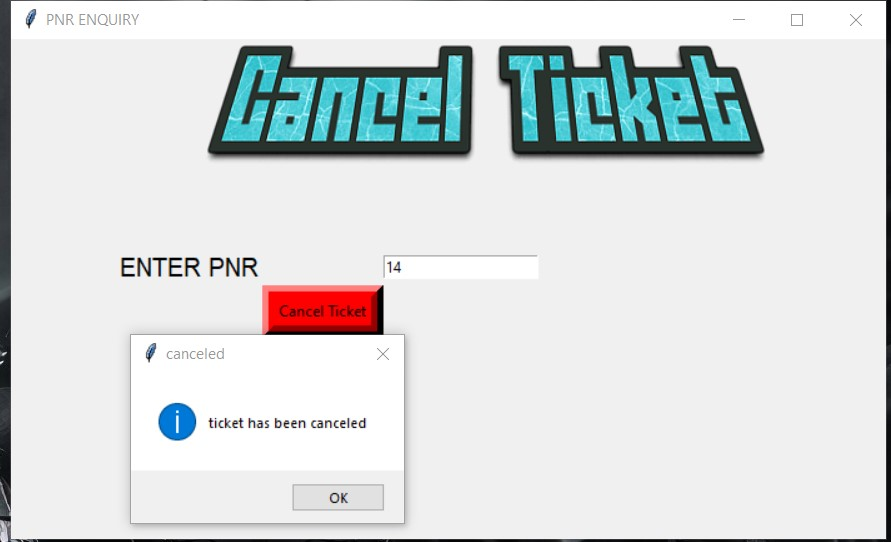 PNR ENQUIRY
Cancel Ticket
ENTER PNR 14
Cancel Ticket
canceled
i
ticket has been canceled
OK